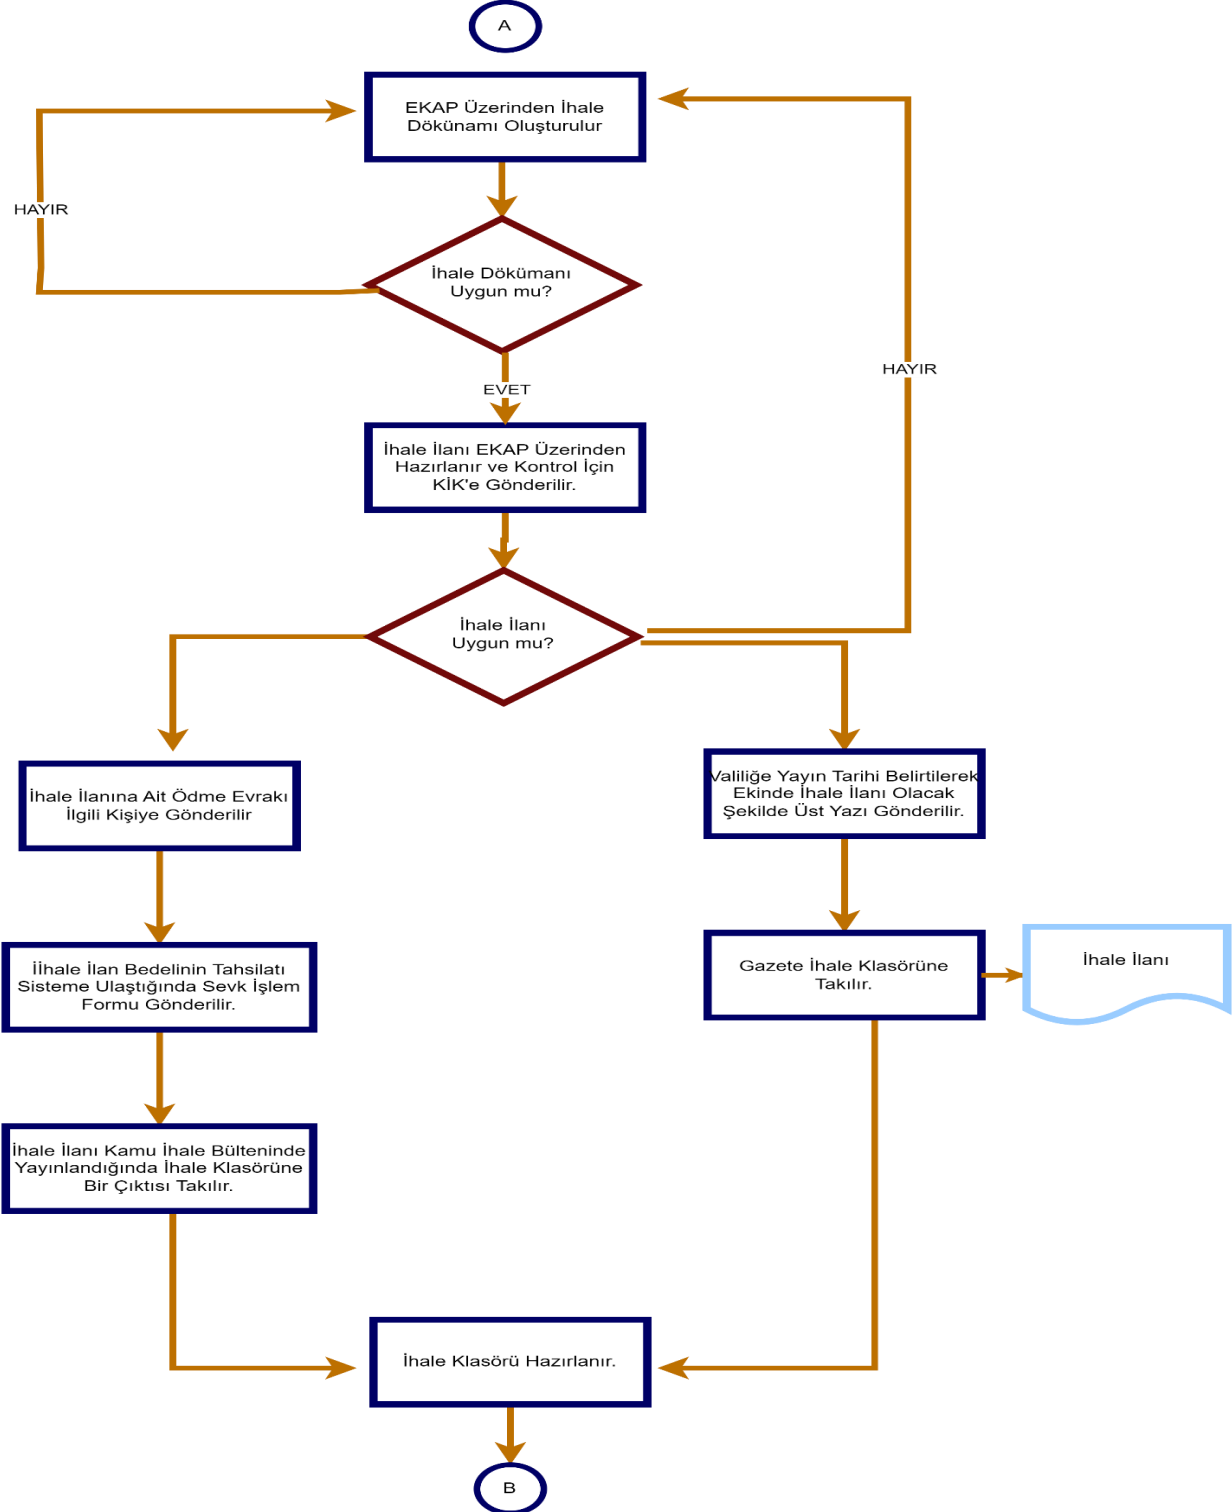 A
EKAP Üzerinden İhale
Dökünamı Oluşturulur
HAYIR
İhale Dökümanı
Uygun mu?
HAYIR
EVET
İhale İlanı EKAP Üzerinden
Hazırlanır ve Kontrol İçin
KİK'e Gönderilir.
İhale İlanı
Uygun mu?
İhale İlanına Ait Ödme Evrakı
İlgili Kişiye Gönderilir
Valiliğe Yayın Tarihi Belirtilerek
Ekinde İhale İlanı Olacak
Şekilde Üst Yazı Gönderilir.
İİhale İlan Bedelinin Tahsilatı
Sisteme Ulaştığında Sevk İşlem
Formu Gönderilir.
Gazete İhale Klasörüne
Takılır.
İhale İlanı
İhale İlanı Kamu İhale Bülteninde
Yayınlandığında İhale Klasörüne
Bir Çıktısı Takılır.
İhale Klasörü Hazırlanır.
B